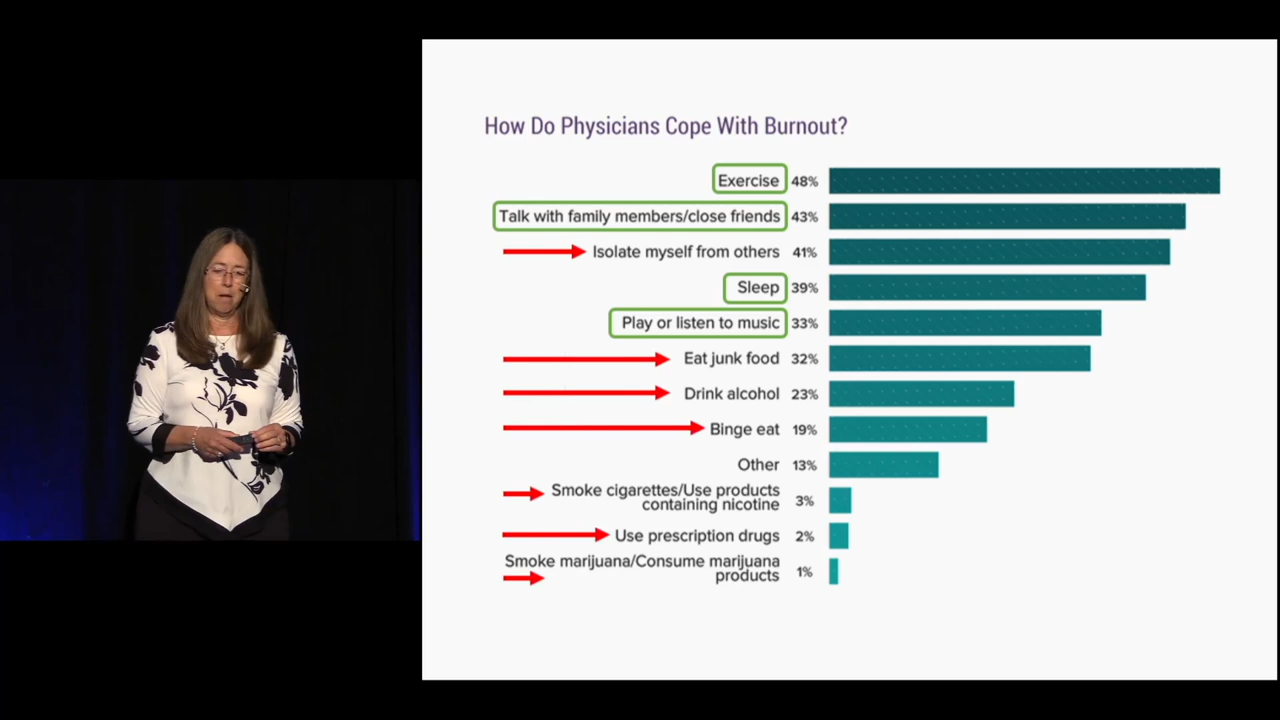 How Do Physicians Cope With Burnout?
Exercise 48%
Talk with family members/close friends 43%
Isolate myself from others 41%
Sleep 39%
Play or listen to music 33%
Eat junk food 32%
Drink alcohol 23%
Binge eat 19%
Other 13%
Smoke cigarettes/Use products
containing nicotine 3%
Use prescription drugs 2%
Smoke marijuana/Consume marijuana
products 1%